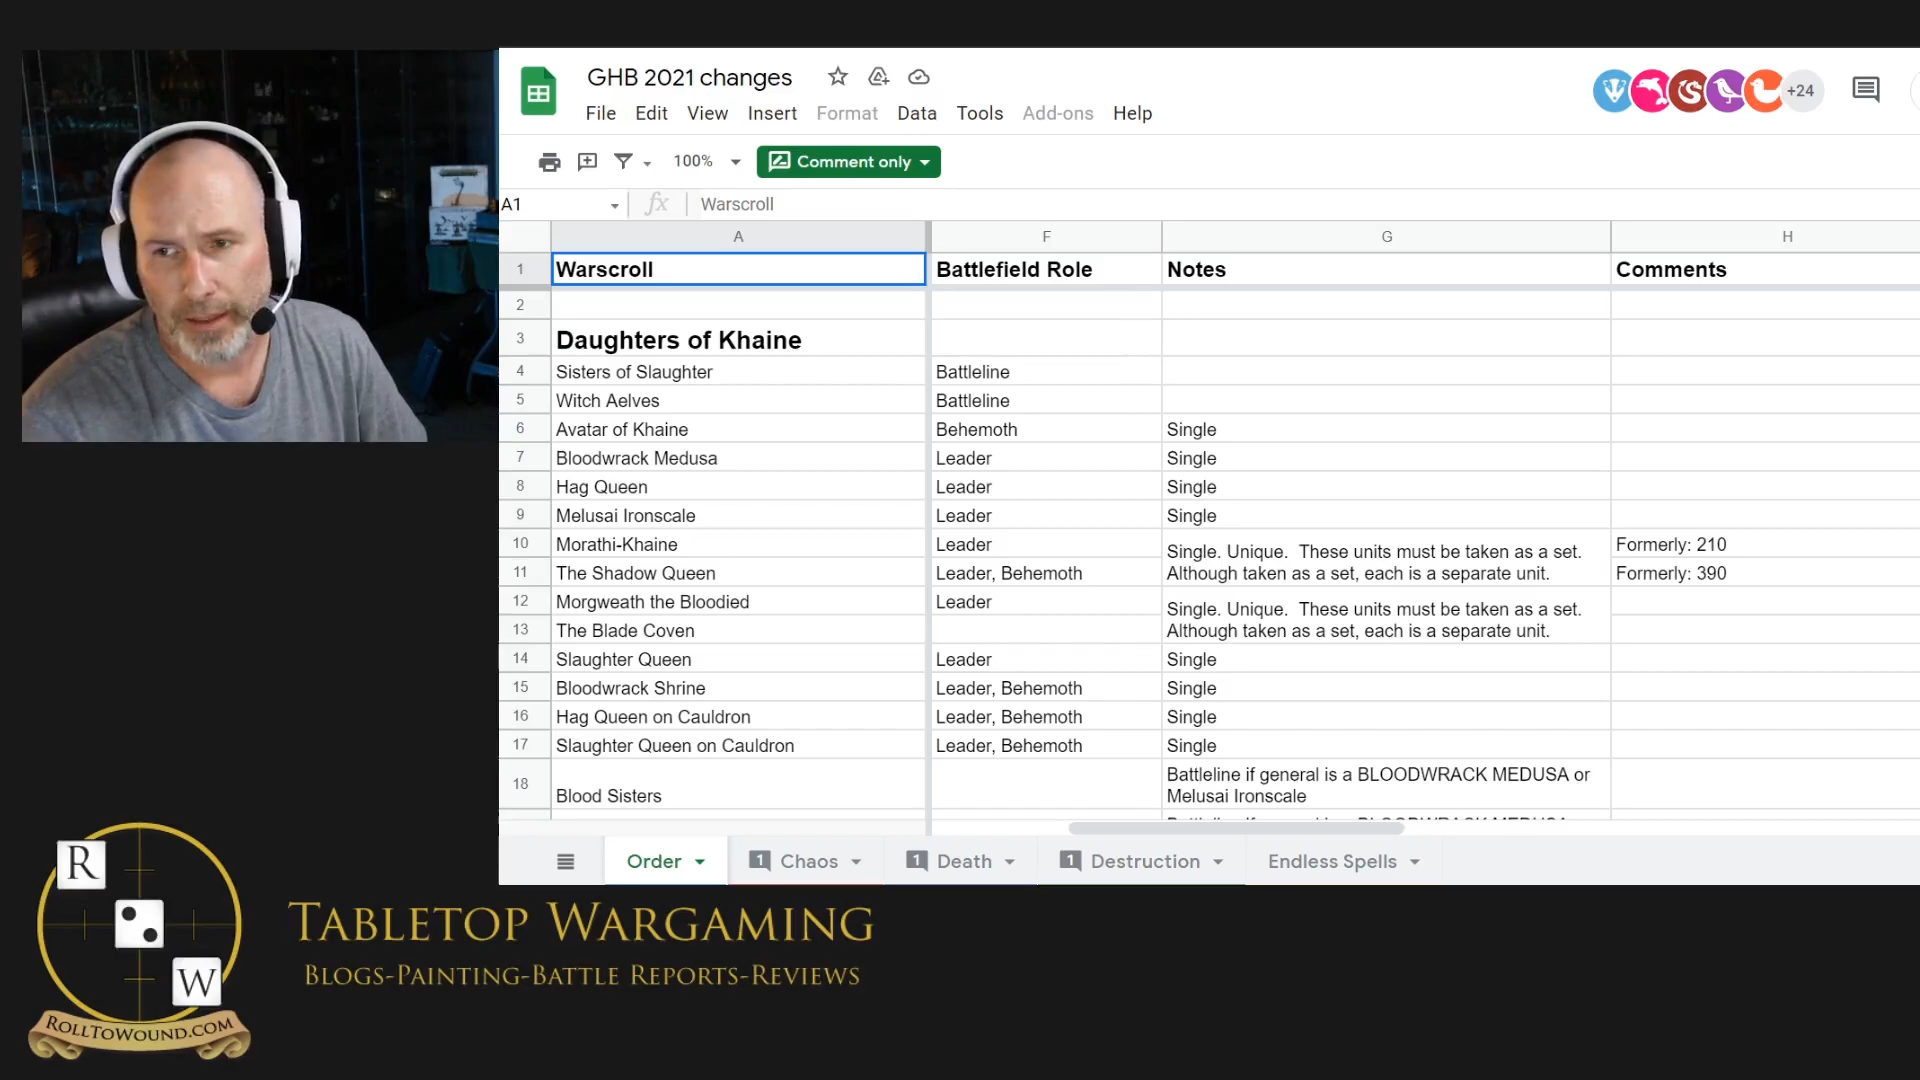 GHB 2021 changes
File Edit View Insert Format Data Tools Add-ons Help
+24
100% Comment only
A1 fx Warscroll
A F G H
1 Warscroll Battlefield Role Notes Comments
2
3 Daughters of Khaine
4 Sisters of Slaughter Battleline
5 Witch Aelves Battleline
6 Avatar of Khaine Behemoth Single
7 Bloodwrack Medusa Leader Single
8 Hag Queen Leader Single
9 Melusai Ironscale Leader Single
10 Morathi-Khaine Leader Single. Unique. These units must be taken as a set. Formerly: 210
11 The Shadow Queen Leader, Behemoth Although taken as a set, each is a separate unit. Formerly: 390
12 Morgweath the Bloodied Leader Single. Unique. These units must be taken as a set.
13 The Blade Coven Although taken as a set, each is a separate unit.
14 Slaughter Queen Leader Single
15 Bloodwrack Shrine Leader, Behemoth Single
16 Hag Queen on Cauldron Leader, Behemoth Single
17 Slaughter Queen on Cauldron Leader, Behemoth Single
Battleline if general is a BLOODWRACK MEDUSA or
18 Blood Sisters Melusai Ironscale
Order 1 Chaos 1 Death 1 Destruction Endless Spells
R
W
ROLLTOWOUND.COM
TABLETOP WARGAMING
BLOGS-PAINTING-BATTLE REPORTS-REVIEWS